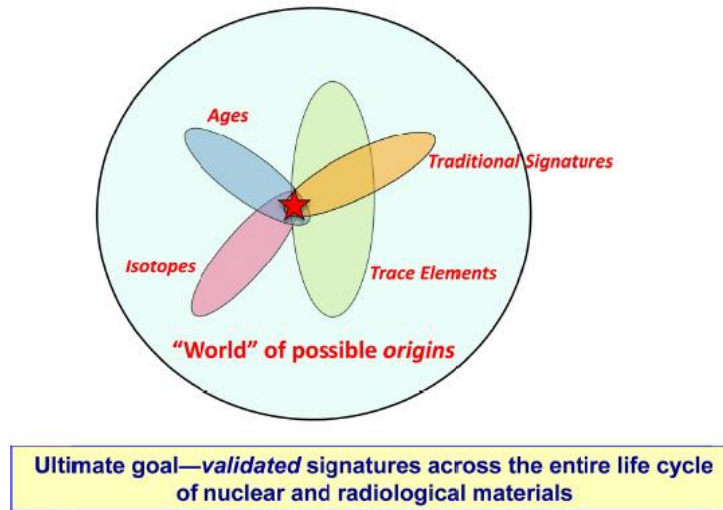 Ages
Traditional Signatures
Isotopes
Trace Elements
“World” of possible origins
Ultimate goal—validated signatures across the entire life cycle
of nuclear and radiological materials